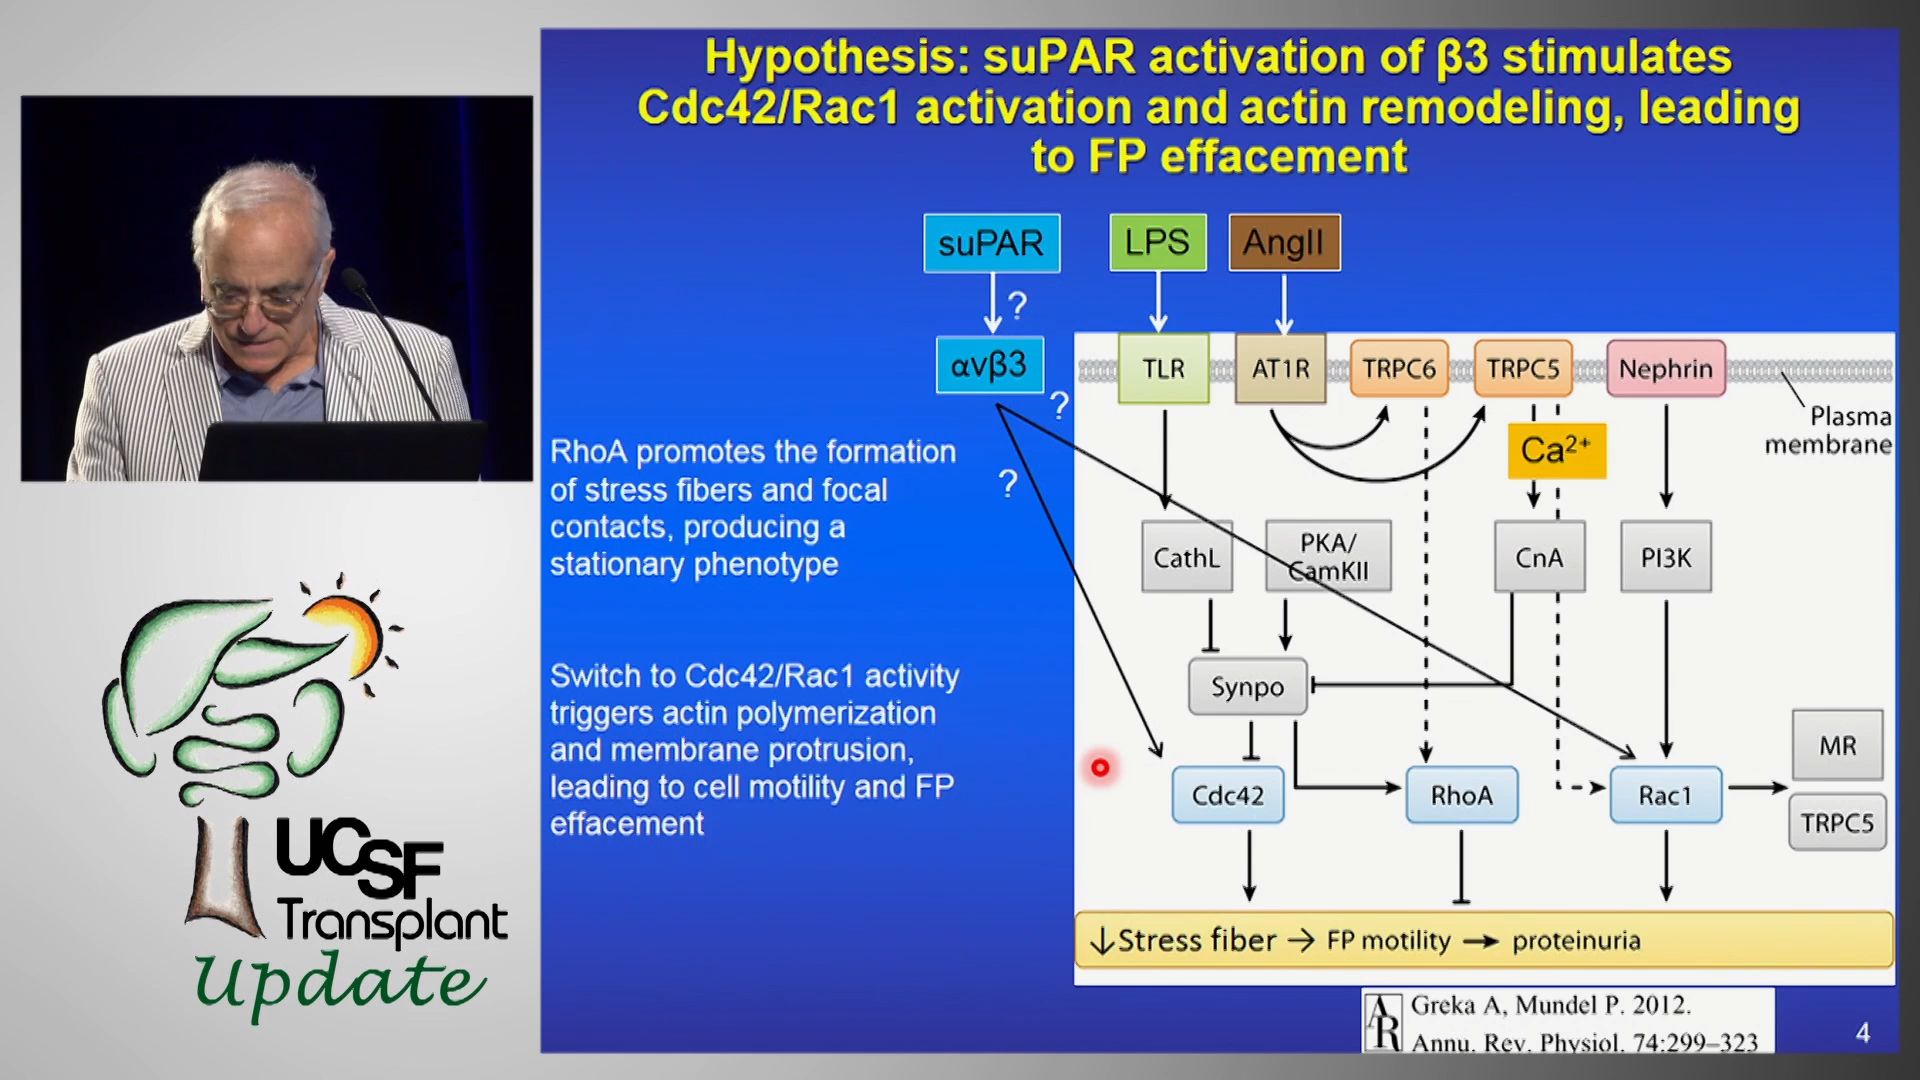 Hypothesis: suPAR activation of β3 stimulates
Cdc42/Rac1 activation and actin remodeling, leading
to FP effacement
suPAR
LPS
AngII
?
αvβ3
TLR
AT1R
TRPC6
TRPC5
Nephrin
?
Plasma
membrane
Ca²⁺
RhoA promotes the formation
of stress fibers and focal
contacts, producing a
stationary phenotype
?
CathL
PKA/
CamKII
CnA
PI3K
Switch to Cdc42/Rac1 activity
triggers actin polymerization
and membrane protrusion,
leading to cell motility and FP
effacement
Synpo
MR
Cdc42
RhoA
Rac1
TRPC5
↓Stress fiber → FP motility → proteinuria
AR
Greka A, Mundel P. 2012.
Annu. Rev. Physiol. 74:299–323
4
UCSF
Transplant
Update